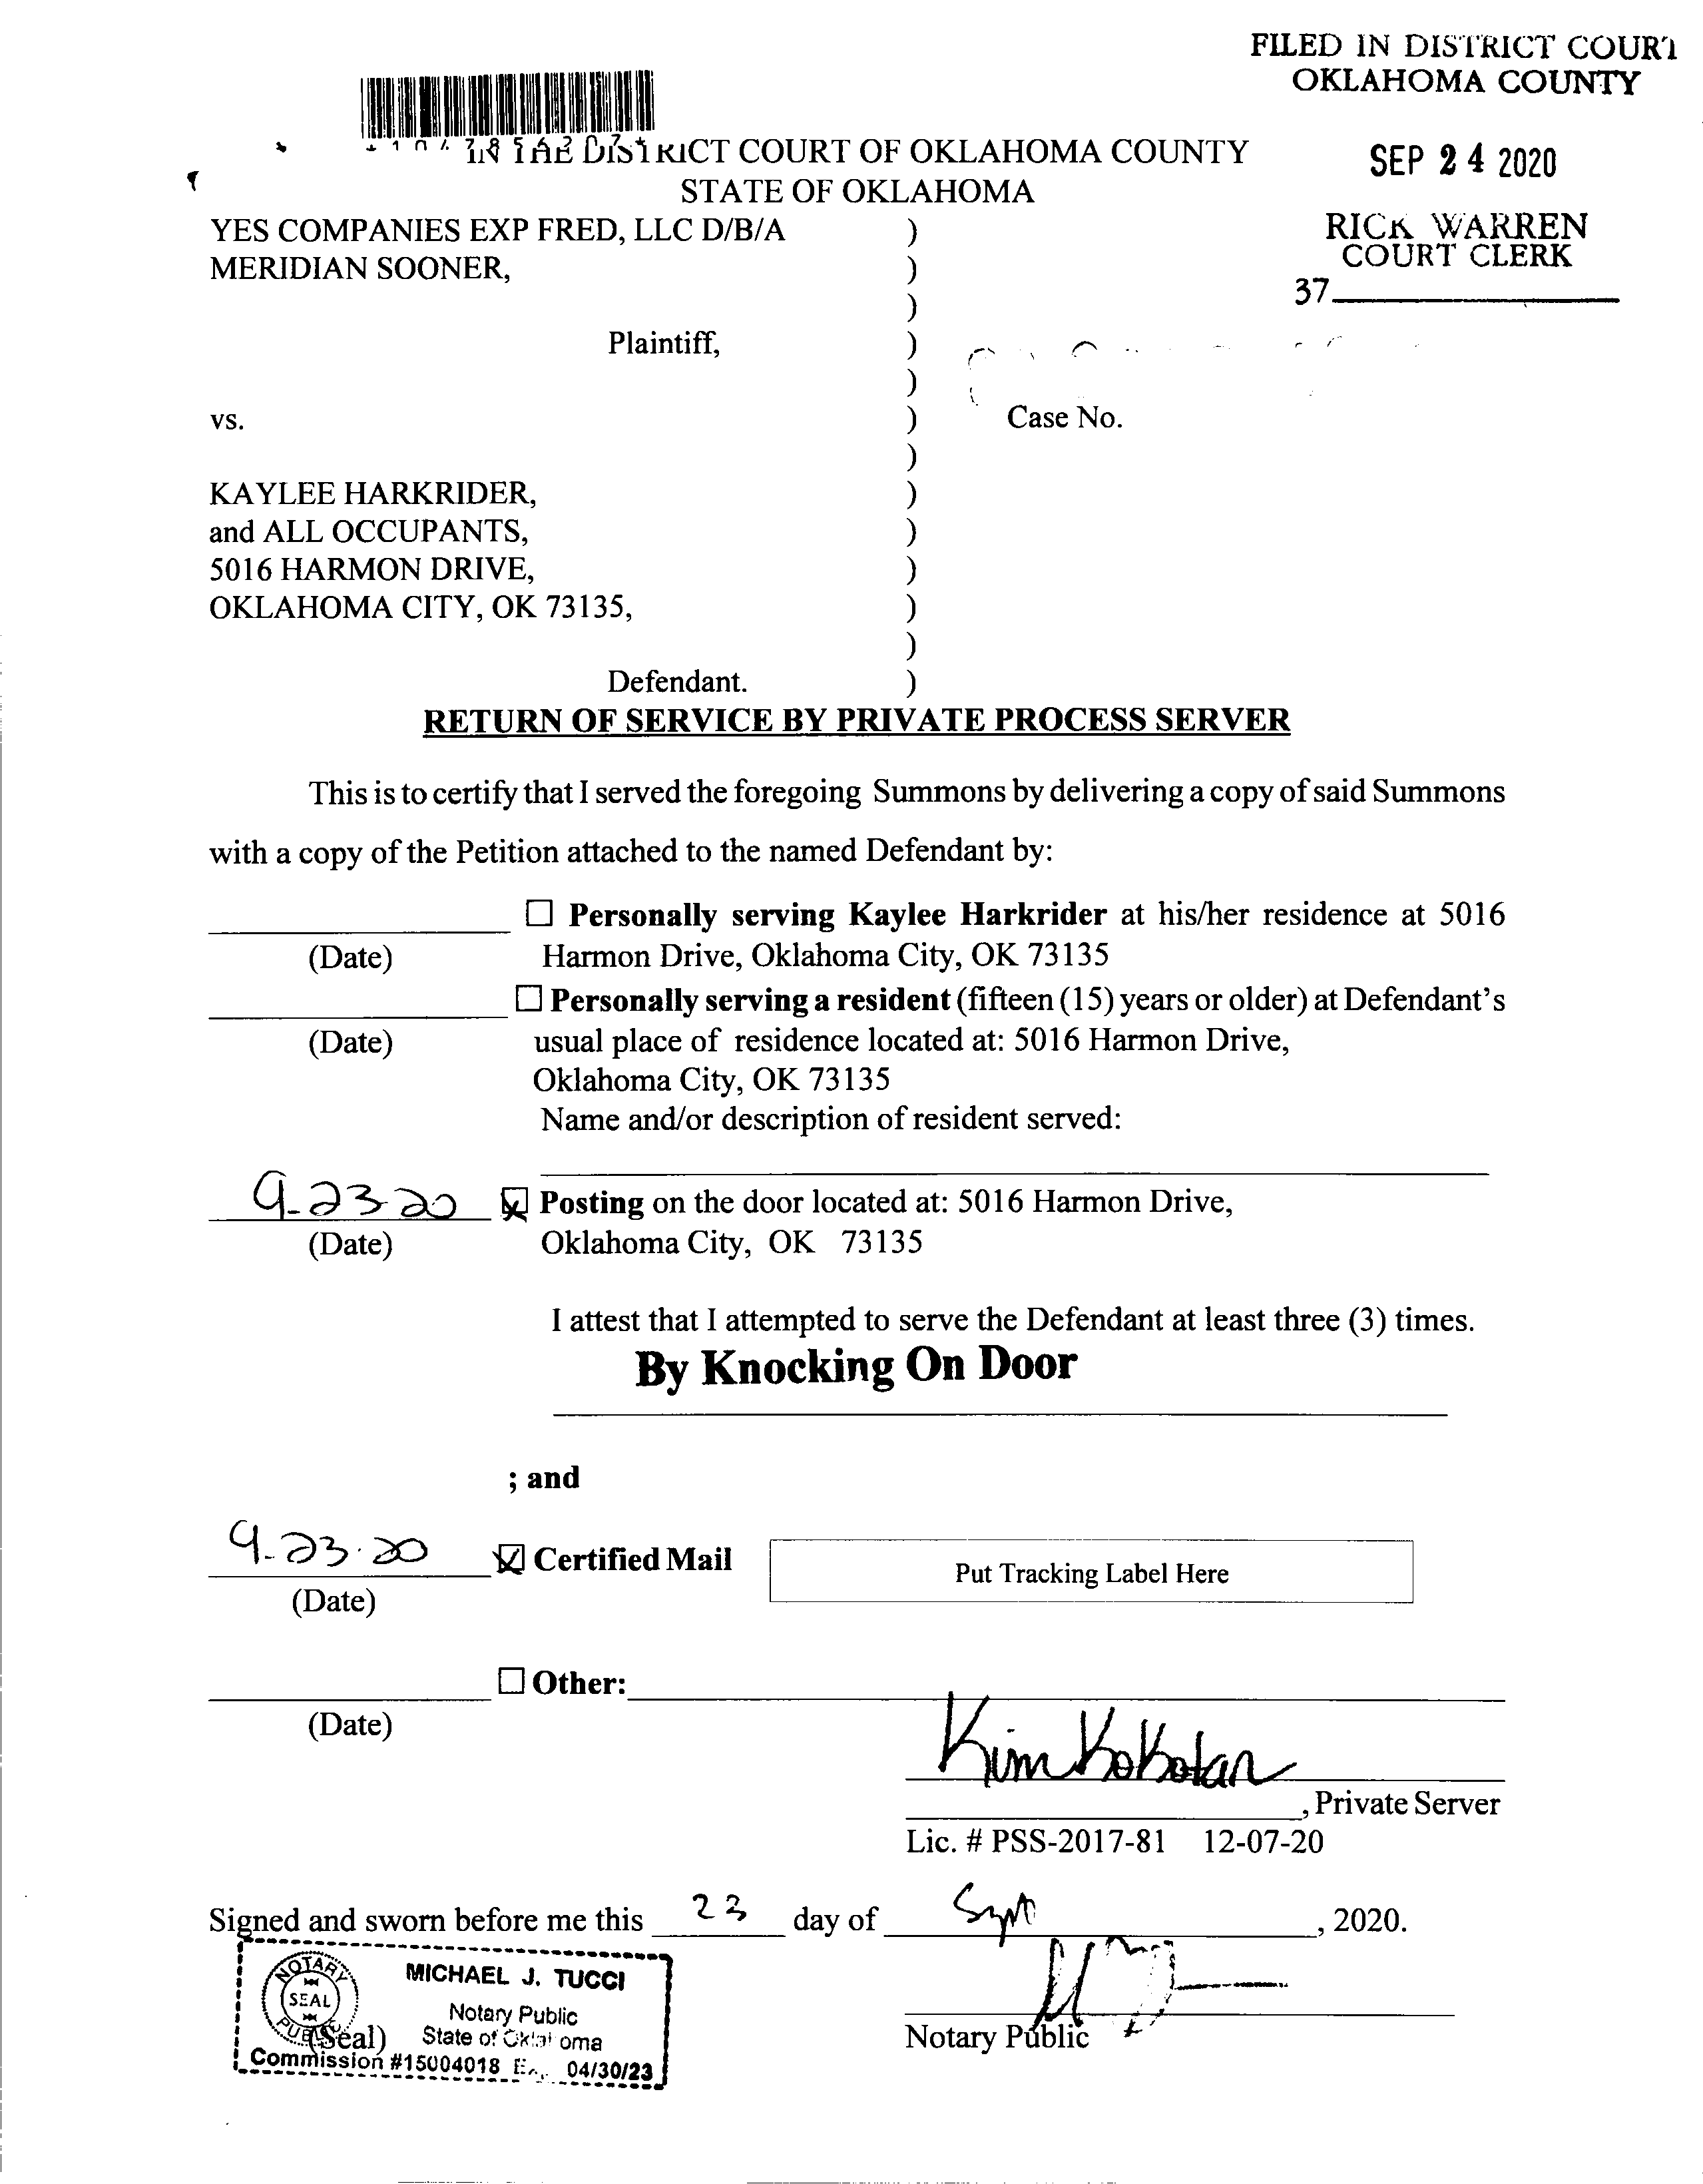 FILED IN DISTRICT COURT
OKLAHOMA COUNTY
SEP 24 2020
RICK WARREN
COURT CLERK
37
IN THE DISTRICT COURT OF OKLAHOMA COUNTY
STATE OF OKLAHOMA
YES COMPANIES EXP FRED, LLC D/B/A )
MERIDIAN SOONER, )
)
Plaintiff, )
)
vs. ) Case No.
)
KAYLEE HARKRIDER, )
and ALL OCCUPANTS, )
5016 HARMON DRIVE, )
OKLAHOMA CITY, OK 73135, )
)
Defendant. )
RETURN OF SERVICE BY PRIVATE PROCESS SERVER
This is to certify that I served the foregoing Summons by delivering a copy of said Summons
with a copy of the Petition attached to the named Defendant by:
☐ Personally serving Kaylee Harkrider at his/her residence at 5016
(Date) Harmon Drive, Oklahoma City, OK 73135
☐ Personally serving a resident (fifteen (15) years or older) at Defendant's
(Date) usual place of residence located at: 5016 Harmon Drive,
Oklahoma City, OK 73135
Name and/or description of resident served:
9-23-20 ☒ Posting on the door located at: 5016 Harmon Drive,
(Date) Oklahoma City, OK 73135
I attest that I attempted to serve the Defendant at least three (3) times.
By Knocking On Door
; and
9-23-20 ☒ Certified Mail Put Tracking Label Here
(Date)
☐ Other:
(Date)
Kim Kobolan
, Private Server
Lic. # PSS-2017-81 12-07-20
Signed and sworn before me this 23 day of Sept, 2020.
NOTARY PUBLIC SEAL
MICHAEL J. TUCCI
Notary Public
(Seal) State of Oklahoma
Commission #15004018 Exp. 04/30/23
Notary Public